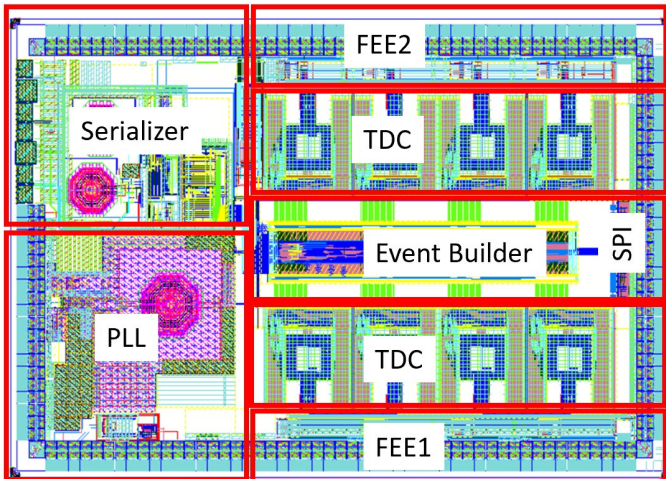 FEE2
Serializer
TDC
Event Builder
SPI
PLL
TDC
FEE1